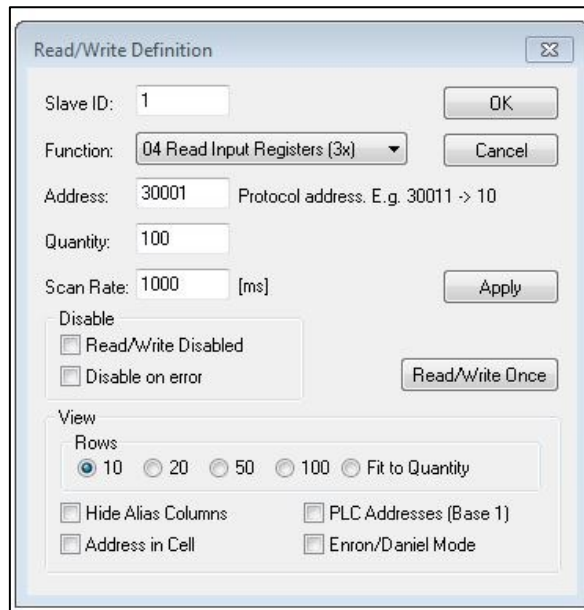 Read/Write Definition
Slave ID: 1 OK
Function: 04 Read Input Registers (3x) Cancel
Address: 30001 Protocol address. E.g. 30011 -> 10
Quantity: 100
Scan Rate: 1000 [ms] Apply
Disable
Read/Write Disabled
Disable on error Read/Write Once
View
Rows
10 20 50 100 Fit to Quantity
Hide Alias Columns PLC Addresses (Base 1)
Address in Cell Enron/Daniel Mode